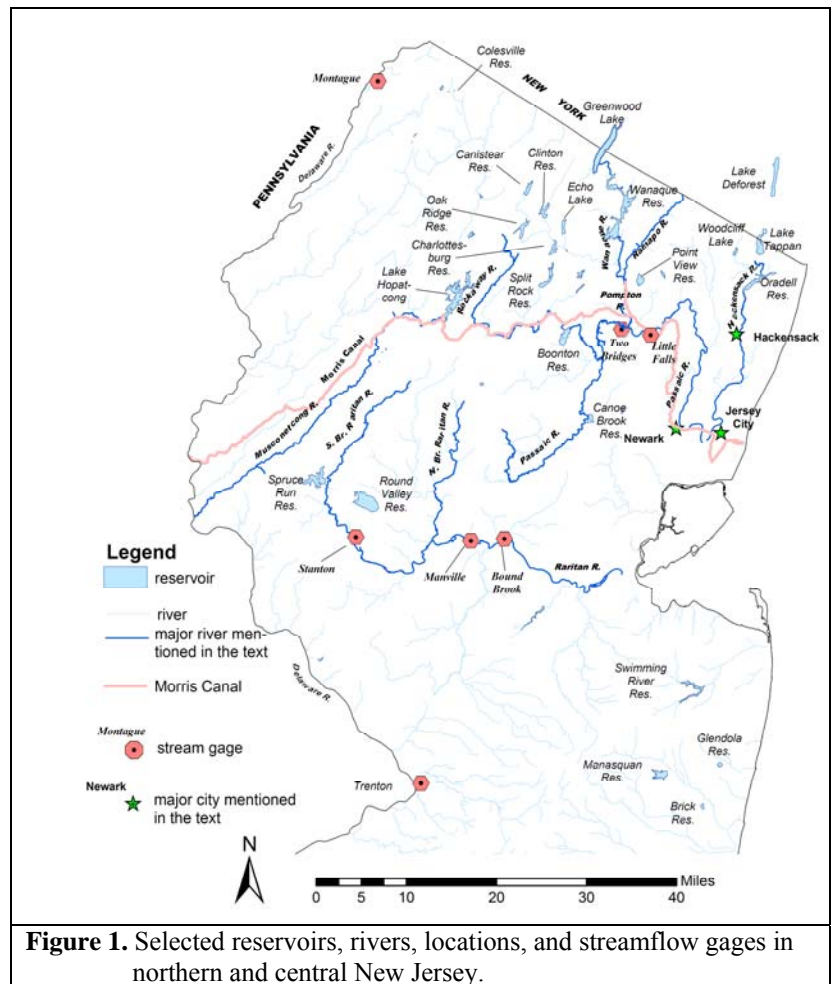 Colesville
Res.
Montague
NEW YORK
Greenwood
Lake
PENNSYLVANIA
Delaware R.
Canistear
Res.
Clinton
Res.
Echo
Lake
Lake
Deforest
Wanaque
Res.
Oak
Ridge
Res.
Woodcliff
Lake
Lake
Tappan
Charlottes-
burg
Res.
Ramapo R.
Point
View
Res.
Lake
Hopat-
cong
Rockaway R.
Split
Rock
Res.
Oradell
Res.
Pompton
R.
Hackensack R.
Hackensack
Morris Canal
Boonton
Res.
Two
Bridges
Little
Falls
Musconetcong R.
S. Br. Raritan R.
N. Br. Raritan R.
Passaic R.
Canoe
Brook
Res.
Passaic R.
Newark
Jersey
City
Spruce
Run
Res.
Round
Valley
Res.
Stanton
Manville
Bound
Brook
Raritan R.
Legend
reservoir
river
major river men-
tioned in the text
Morris Canal
Montague
stream gage
Newark
major city mentioned
in the text
Delaware R.
Trenton
Swimming
River
Res.
Glendola
Res.
Manasquan
Res.
Brick
Res.
N
Miles
0 5 10 20 30 40
Figure 1. Selected reservoirs, rivers, locations, and streamflow gages in
northern and central New Jersey.